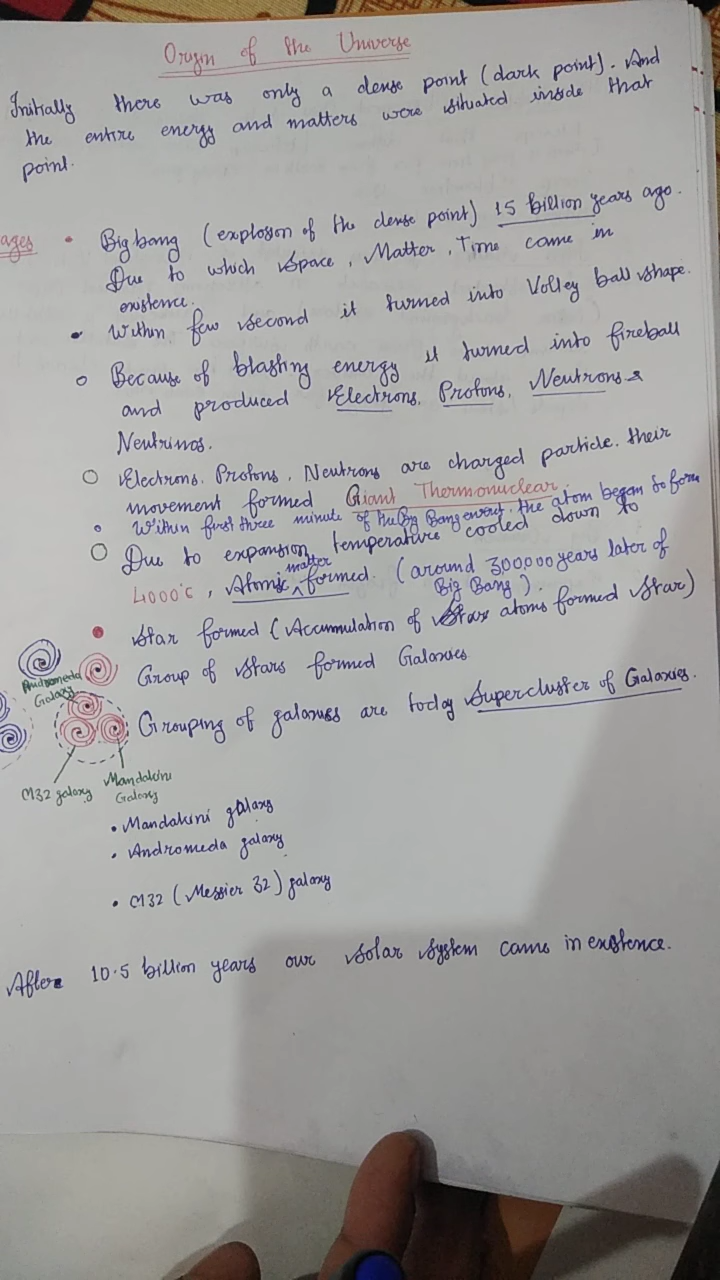 Origin of the Universe
Initially there was only a dense point (dark point). And
the entire energy and matters were situated inside that
point.
ages • Big bang (exploson of the dense point) 15 billion years ago.
Due to which space, Matter, Time came in
existence.
• Within few second it turned into Volley ball shape.
○ Because of blasting energy it turned into fireball
and produced Electrons, Protons, Neutrons &
Neutrinos.
○ Electrons, Protons, Neutrons are charged particle. their
movement formed Giant Thermonuclear.
○ Within first three minute of the Big Bang event. the atom began to form
○ Due to expansion temperature cooled down to
4000°C, Atomic matter formed. (around 300000 years later of
Big Bang).
• Star formed (Accumulation of atoms formed star)
Group of stars formed Galaxies
Andromeda
Galaxy
Grouping of galaxies are today Supercluster of Galaxies.
M32 galaxy
Mandakini
Galaxy
• Mandakini galaxy
• Andromeda galaxy
• M32 (Messier 32) galaxy
After 10.5 billion years our Solar System came in existence.